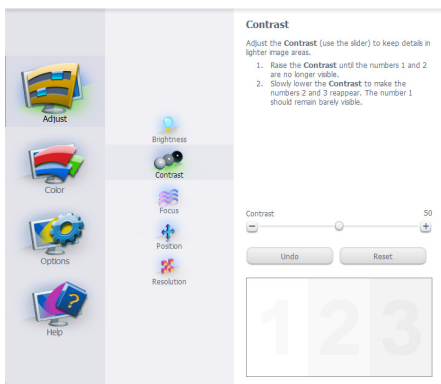 Adjust
Color
Options
Help
Brightness
Contrast
Focus
Position
Resolution
Contrast
Adjust the Contrast (use the slider) to keep details in
lighter image areas.
1. Raise the Contrast until the numbers 1 and 2
are no longer visible.
2. Slowly lower the Contrast to make the
numbers 2 and 3 reappear. The number 1
should remain barely visible.
Contrast 50
Undo Reset
1 2 3